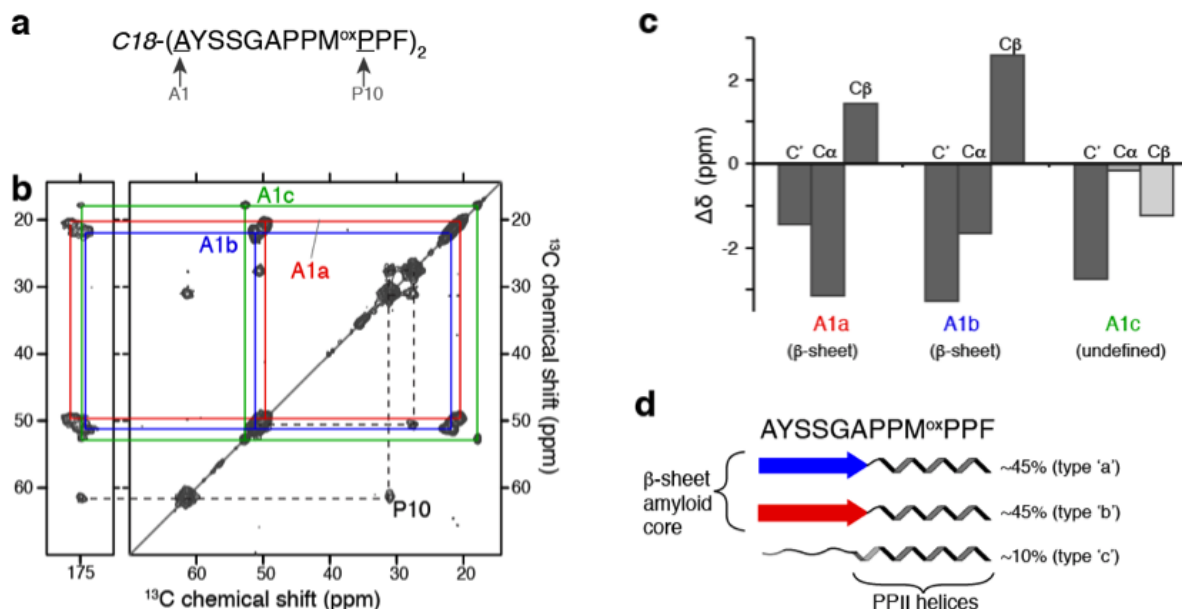 a
C18-(AYSSGAPPMᵒˣPPF)₂
A1 P10
b
A1c
A1b
A1a
P10
20
30
40
50
60
¹³C chemical shift (ppm)
175 60 50 40 30 20
¹³C chemical shift (ppm)
c
Δδ (ppm)
2
0
-2
C' Cα Cβ
C' Cα Cβ
C' Cα Cβ
A1a A1b A1c
(β-sheet) (β-sheet) (undefined)
d
AYSSGAPPMᵒˣPPF
β-sheet
amyloid
core
~45% (type 'a')
~45% (type 'b')
~10% (type 'c')
PPII helices